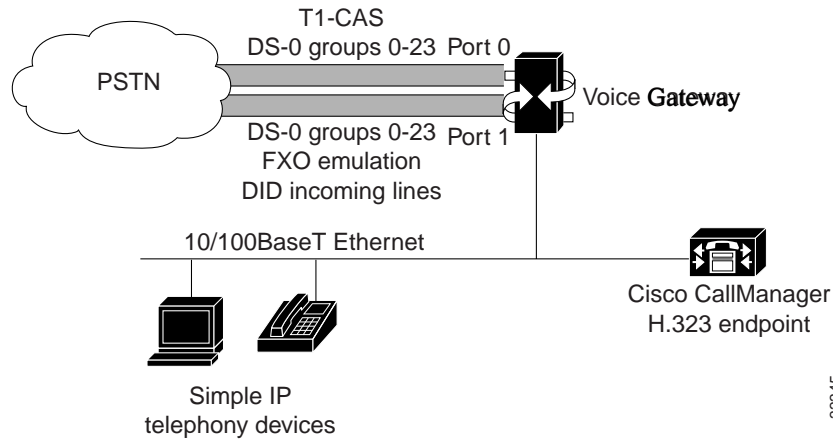 T1-CAS
DS-0 groups 0-23 Port 0
PSTN
Voice Gateway
DS-0 groups 0-23 Port 1
FXO emulation
DID incoming lines
10/100BaseT Ethernet
Cisco CallManager
H.323 endpoint
Simple IP
telephony devices